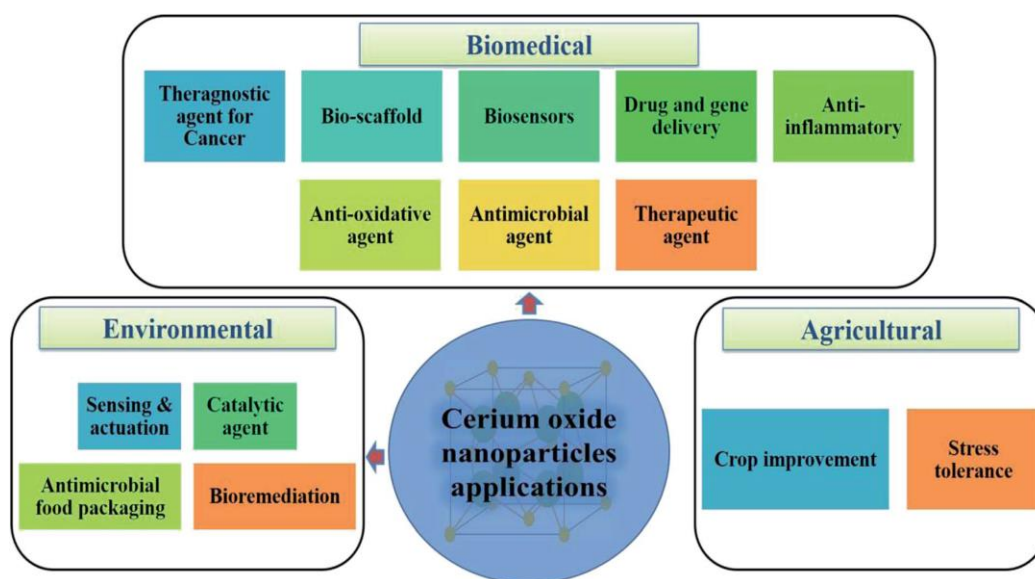 Biomedical
Theragnostic
agent for
Cancer
Bio-scaffold
Biosensors
Drug and gene
delivery
Anti-
inflammatory
Anti-oxidative
agent
Antimicrobial
agent
Therapeutic
agent
Environmental
Sensing &
actuation
Catalytic
agent
Antimicrobial
food packaging
Bioremediation
Cerium oxide
nanoparticles
applications
Agricultural
Crop improvement
Stress
tolerance